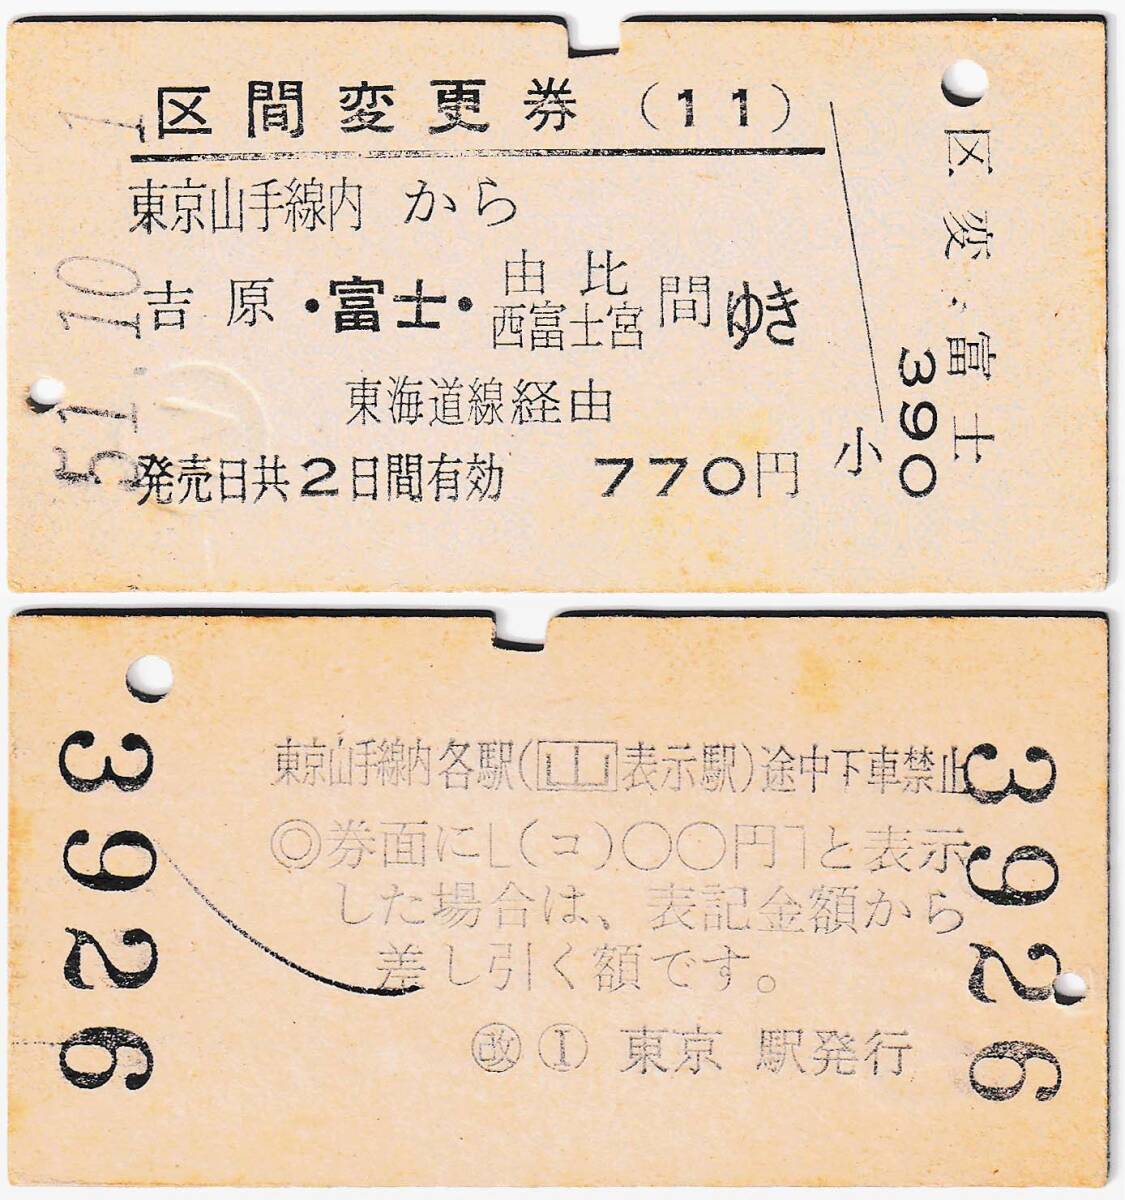 区間変更券(11)
東京山手線内 から
吉原・富士・由比 西富士宮 間ゆき
東海道線経由
発売日共2日間有効 770円
小
区変・富士
390
51.10.1
東京山手線内各駅(山表示駅)途中下車禁止
◎券面に「(コ)〇〇円」と表示
した場合は、表記金額から
差し引く額です。
改 1 東京 駅発行
3926
3926